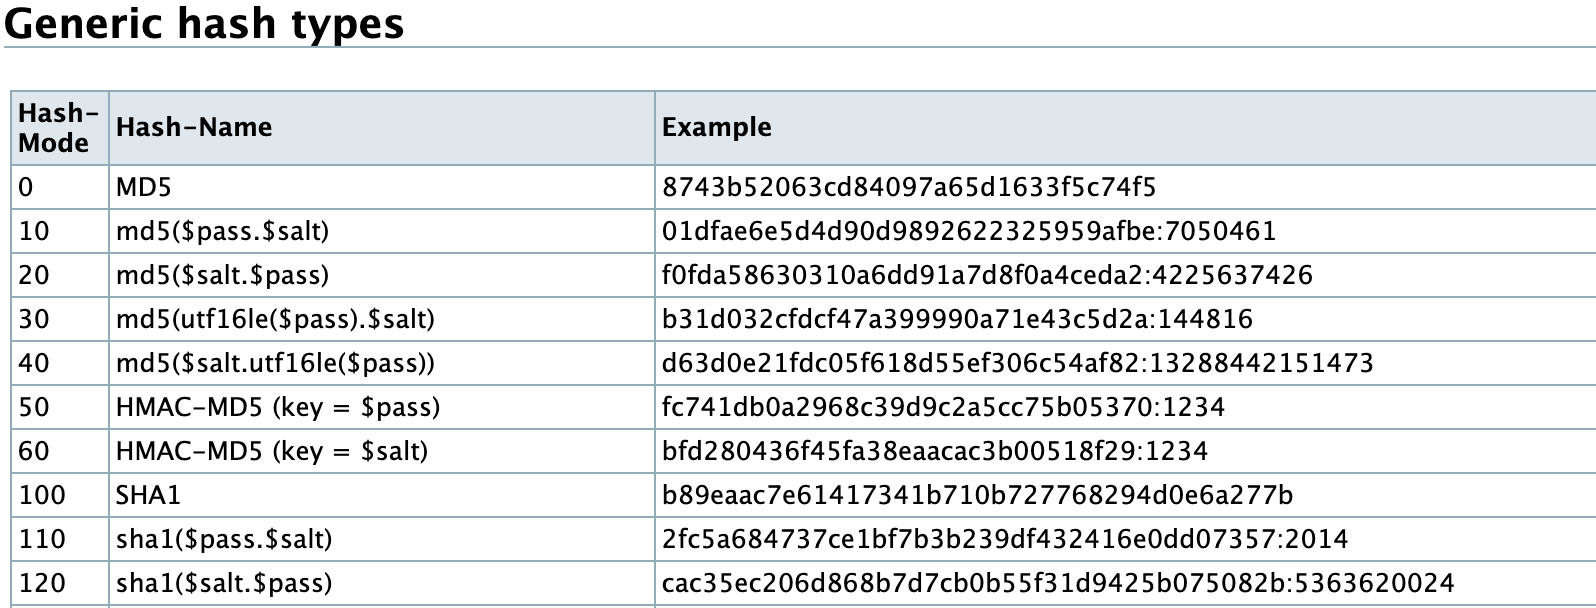 Generic hash types
Hash-Mode Hash-Name Example
0 MD5 8743b52063cd84097a65d1633f5c74f5
10 md5($pass.$salt) 01dfae6e5d4d90d9892622325959afbe:7050461
20 md5($salt.$pass) f0fda58630310a6dd91a7d8f0a4ceda2:4225637426
30 md5(utf16le($pass).$salt) b31d032cfdcf47a399990a71e43c5d2a:144816
40 md5($salt.utf16le($pass)) d63d0e21fdc05f618d55ef306c54af82:13288442151473
50 HMAC-MD5 (key = $pass) fc741db0a2968c39d9c2a5cc75b05370:1234
60 HMAC-MD5 (key = $salt) bfd280436f45fa38eaacac3b00518f29:1234
100 SHA1 b89eaac7e61417341b710b727768294d0e6a277b
110 sha1($pass.$salt) 2fc5a684737ce1bf7b3b239df432416e0dd07357:2014
120 sha1($salt.$pass) cac35ec206d868b7d7cb0b55f31d9425b075082b:5363620024